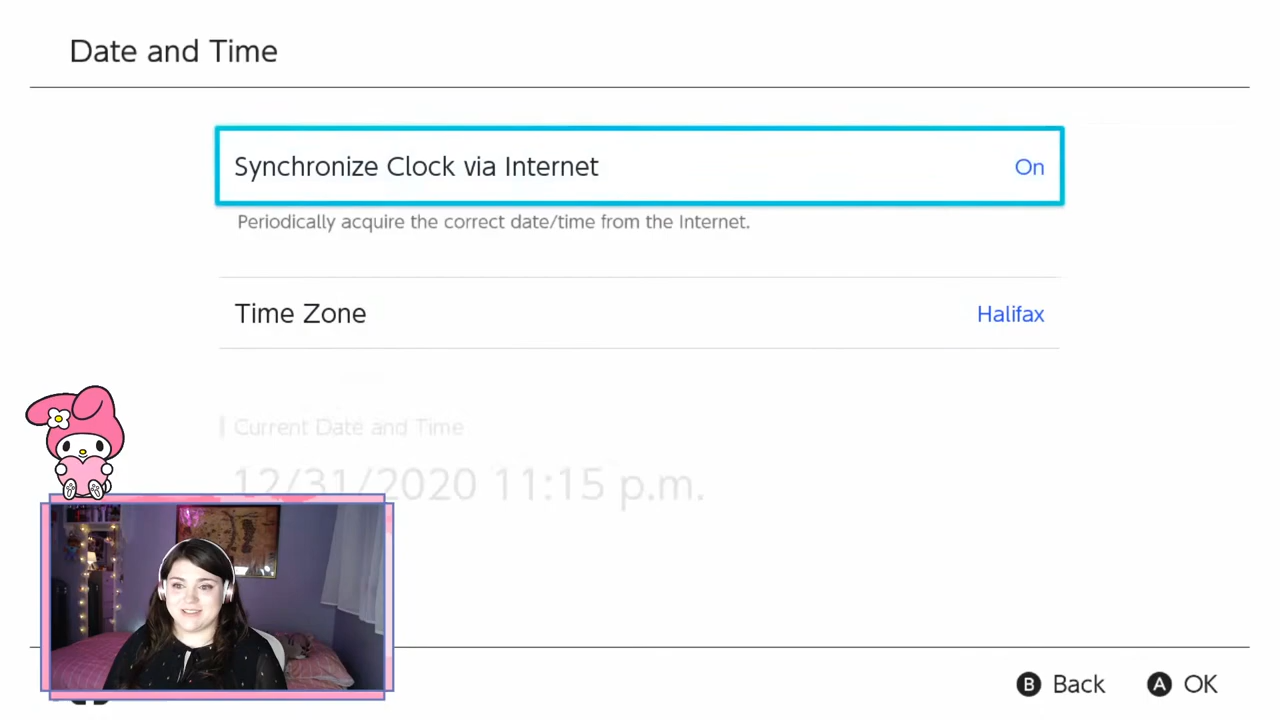 Date and Time
Synchronize Clock via Internet On
Periodically acquire the correct date/time from the Internet.
Time Zone Halifax
Current Date and Time
12/31/2020 11:15 p.m.
B Back A OK